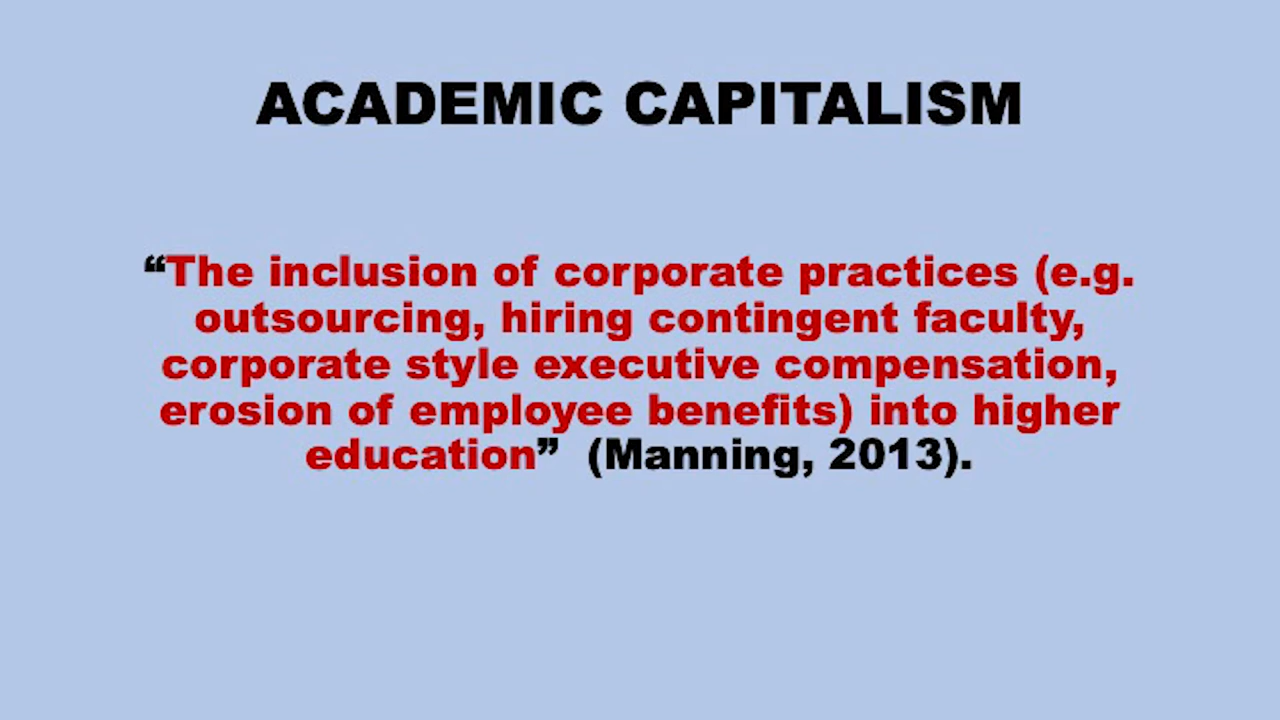 ACADEMIC CAPITALISM
“The inclusion of corporate practices (e.g.
outsourcing, hiring contingent faculty,
corporate style executive compensation,
erosion of employee benefits) into higher
education”  (Manning, 2013).